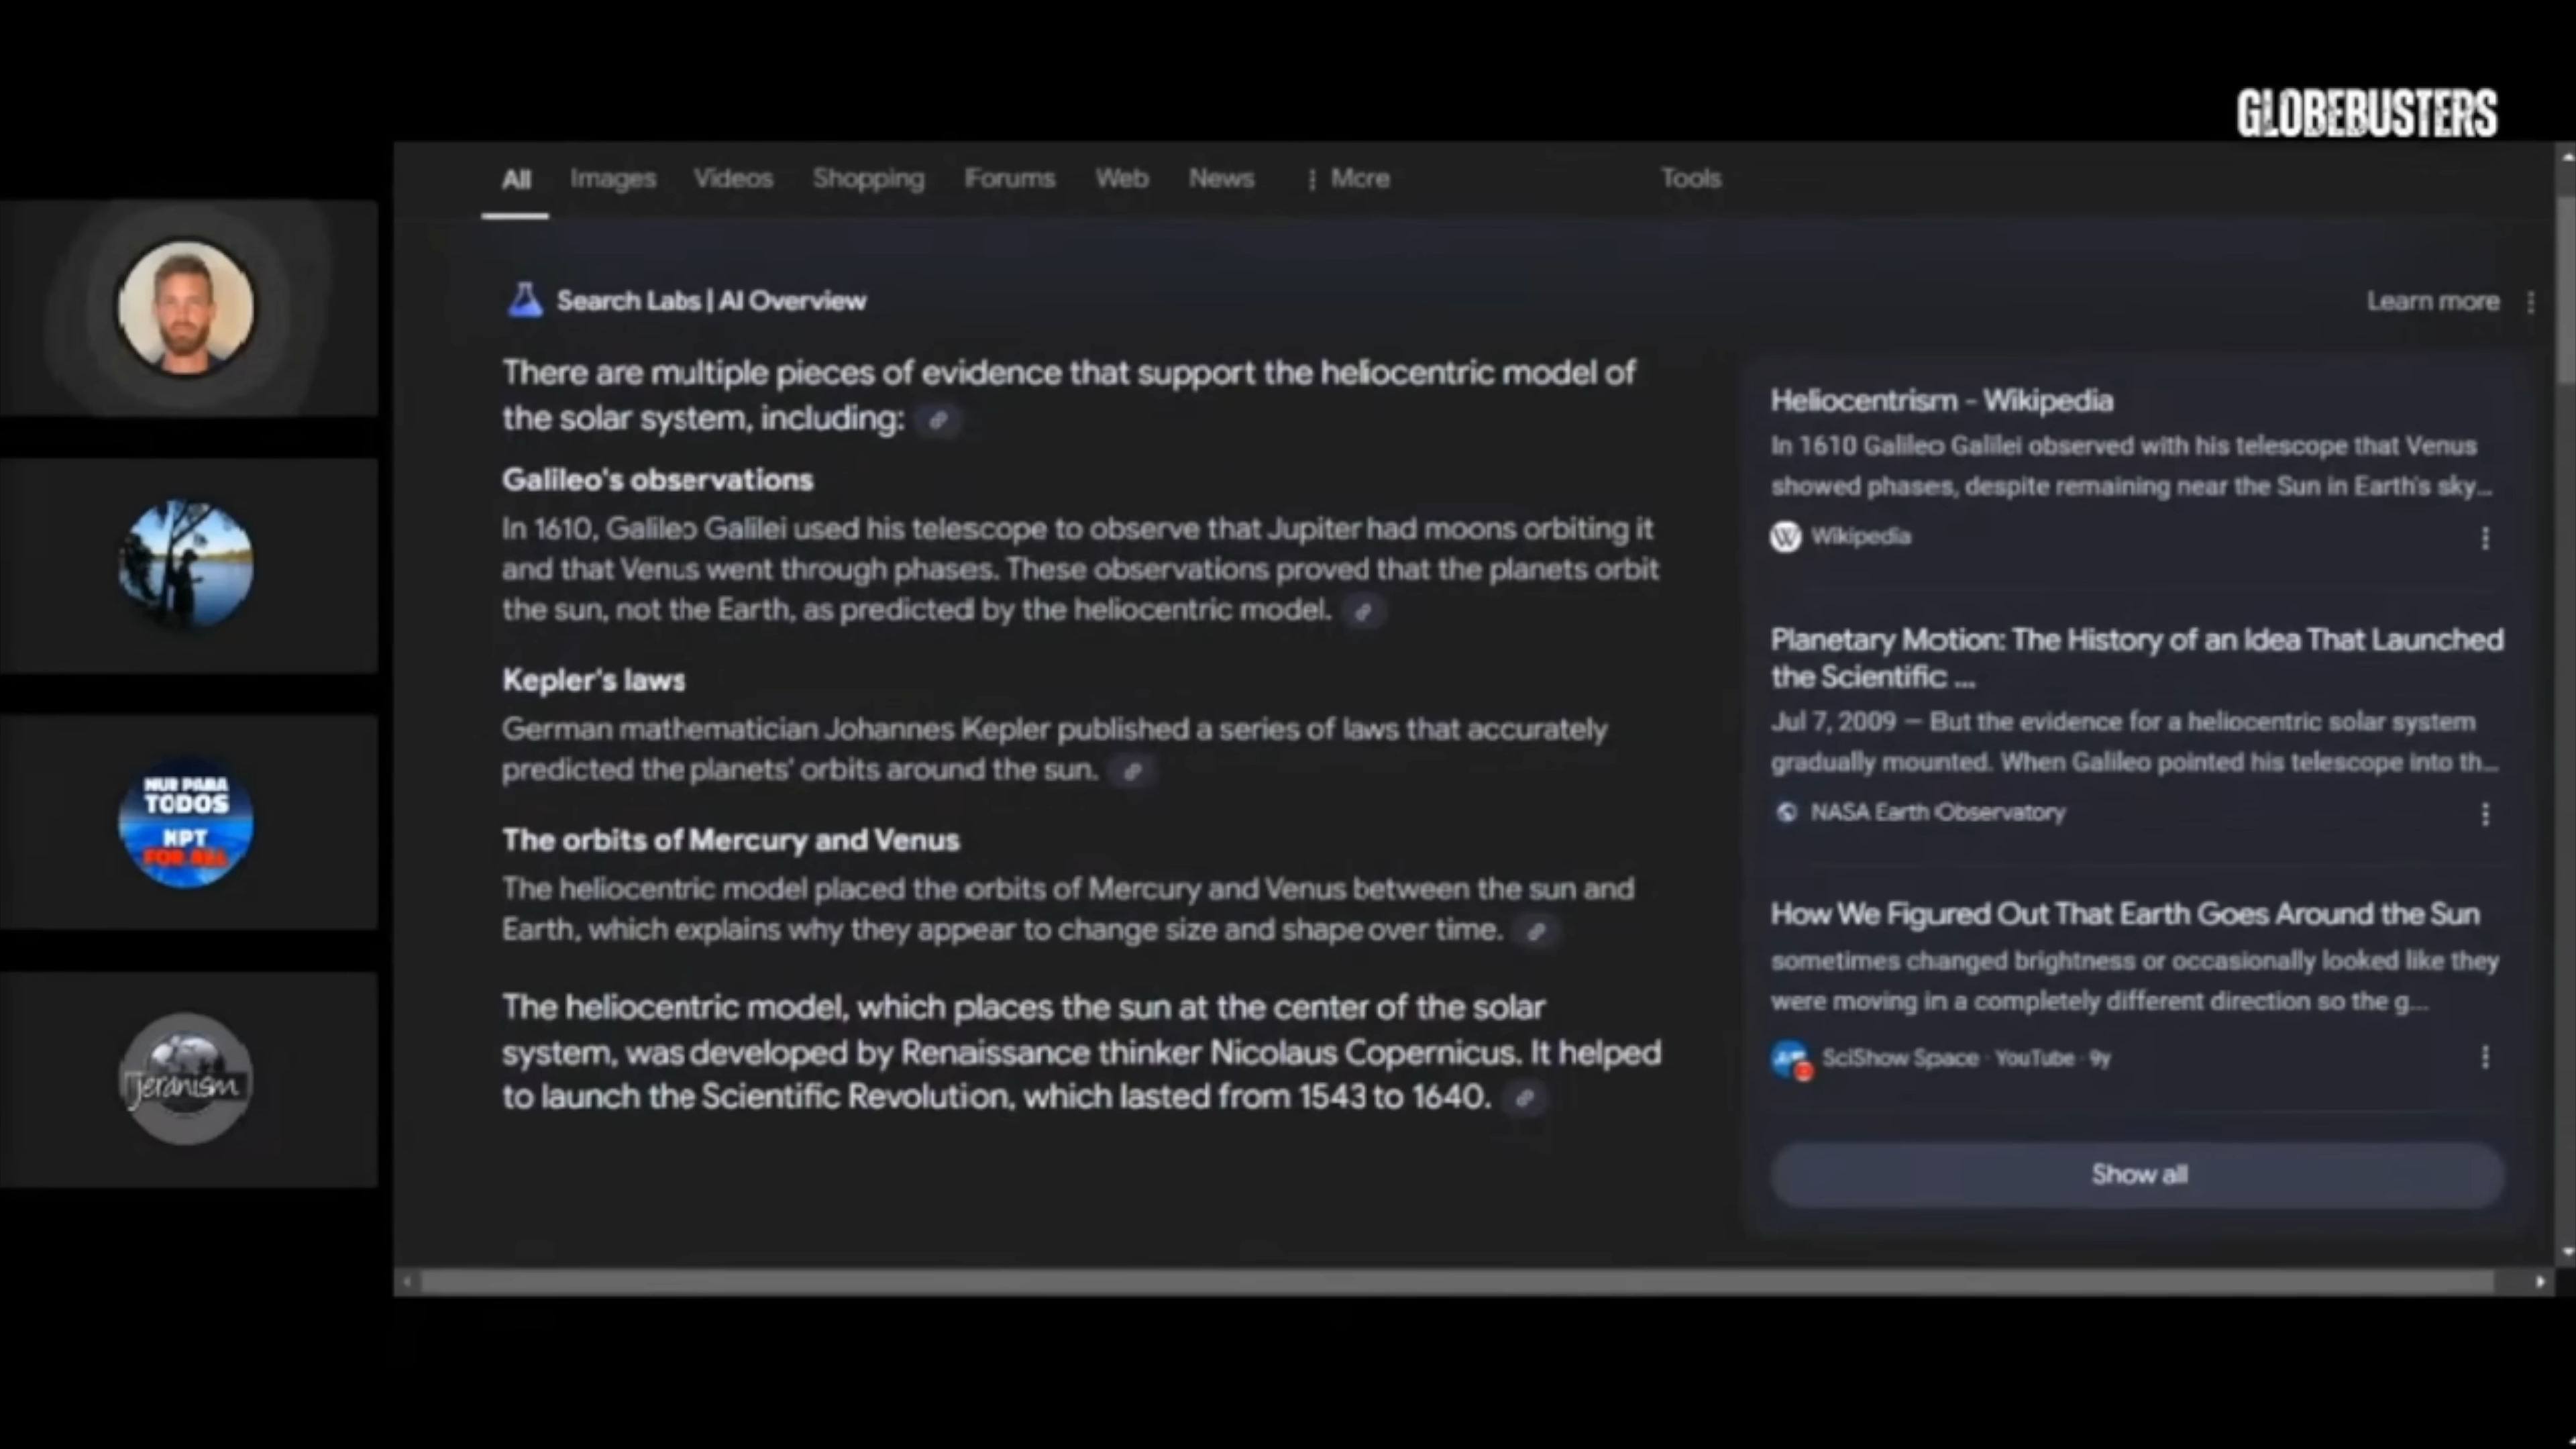 GLOBEBUSTERS
All Images Videos Shopping Forums Web News More Tools
Search Labs | AI Overview
Learn more
There are multiple pieces of evidence that support the heliocentric model of
the solar system, including:
Galileo's observations
In 1610, Galileo Galilei used his telescope to observe that Jupiter had moons orbiting it
and that Venus went through phases. These observations proved that the planets orbit
the sun, not the Earth, as predicted by the heliocentric model.
Kepler's laws
German mathematician Johannes Kepler published a series of laws that accurately
predicted the planets' orbits around the sun.
The orbits of Mercury and Venus
The heliocentric model placed the orbits of Mercury and Venus between the sun and
Earth, which explains why they appear to change size and shape over time.
The heliocentric model, which places the sun at the center of the solar
system, was developed by Renaissance thinker Nicolaus Copernicus. It helped
to launch the Scientific Revolution, which lasted from 1543 to 1640.
Heliocentrism - Wikipedia
In 1610 Galileo Galilei observed with his telescope that Venus
showed phases, despite remaining near the Sun in Earth's sky...
W Wikipedia
Planetary Motion: The History of an Idea That Launched
the Scientific ...
Jul 7, 2009 — But the evidence for a heliocentric solar system
gradually mounted. When Galileo pointed his telescope into th...
NASA Earth Observatory
How We Figured Out That Earth Goes Around the Sun
sometimes changed brightness or occasionally looked like they
were moving in a completely different direction so the g...
SciShow Space · YouTube · 9y
Show all
NUR PARA
TODOS
NPT
FOR ALL
jeranism